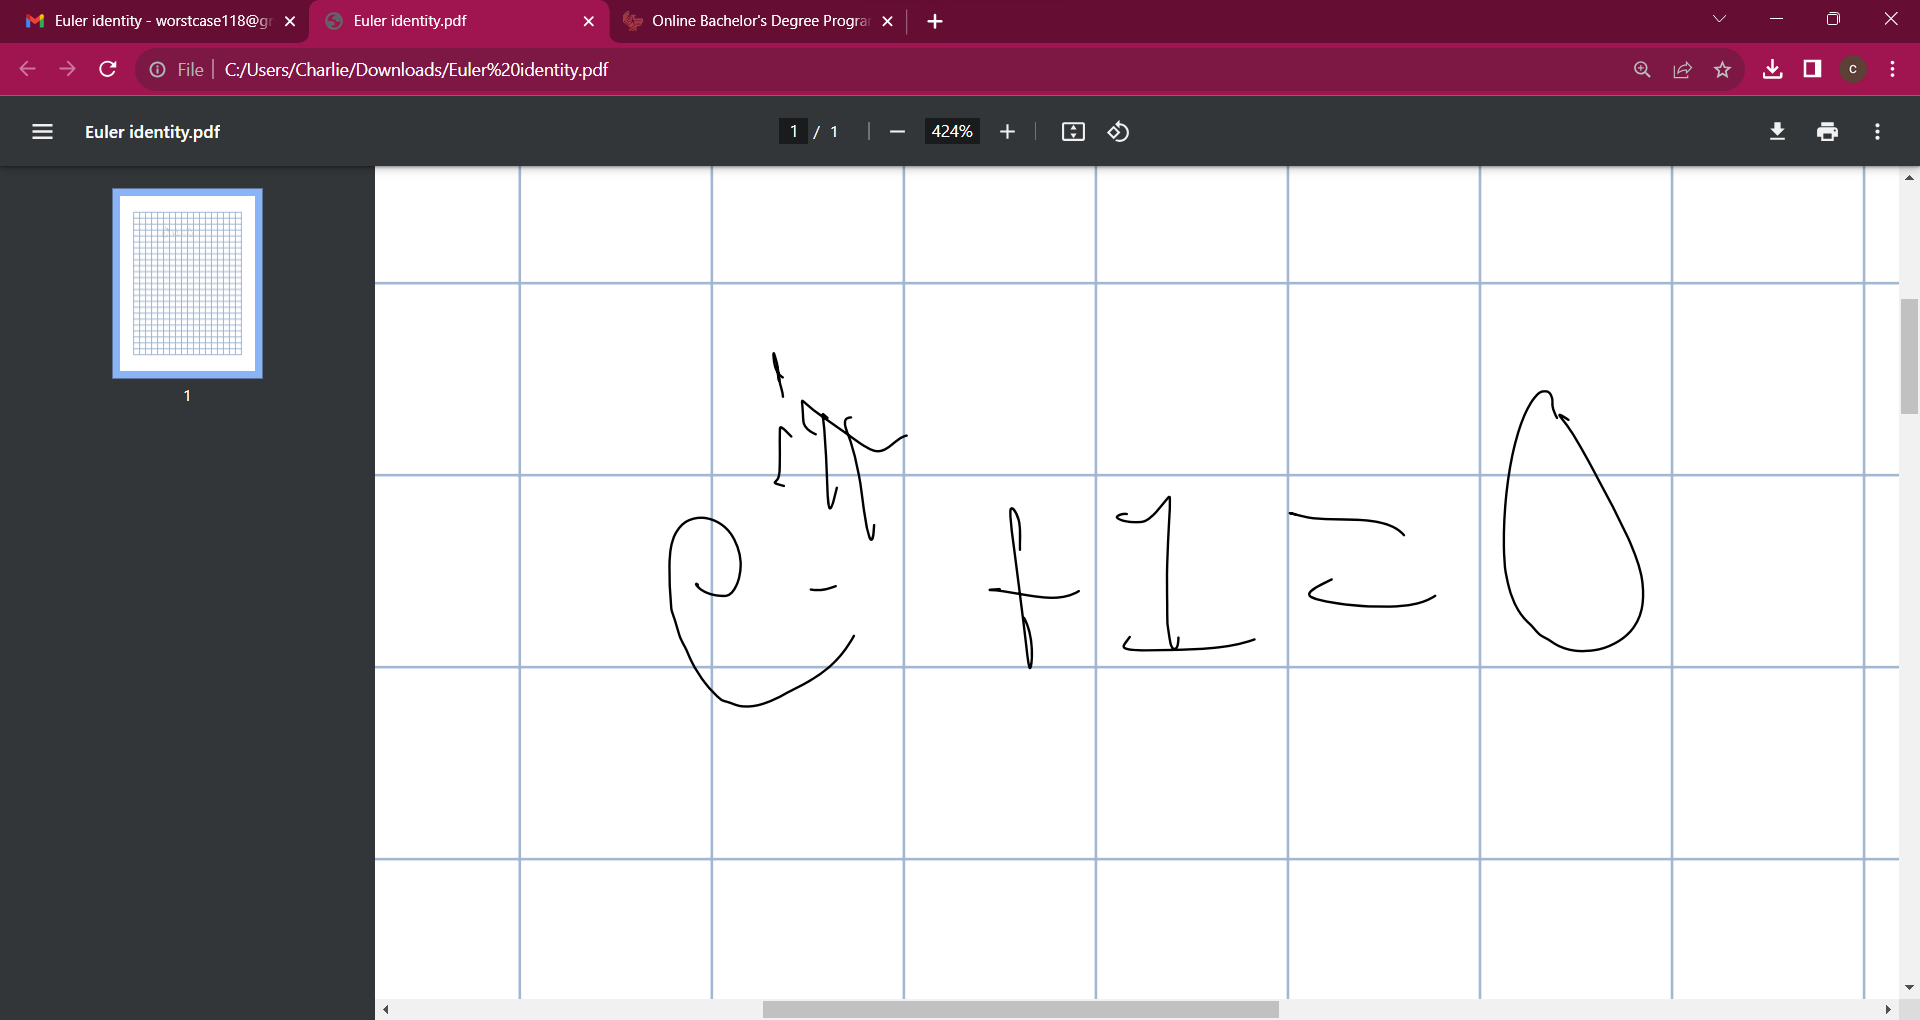 Euler identity - worstcase118@gr
Euler identity.pdf
Online Bachelor's Degree Progra
File
C:/Users/Charlie/Downloads/Euler%20identity.pdf
c
Euler identity.pdf
1 / 1
424%
1
e^iπ + 1 = 0